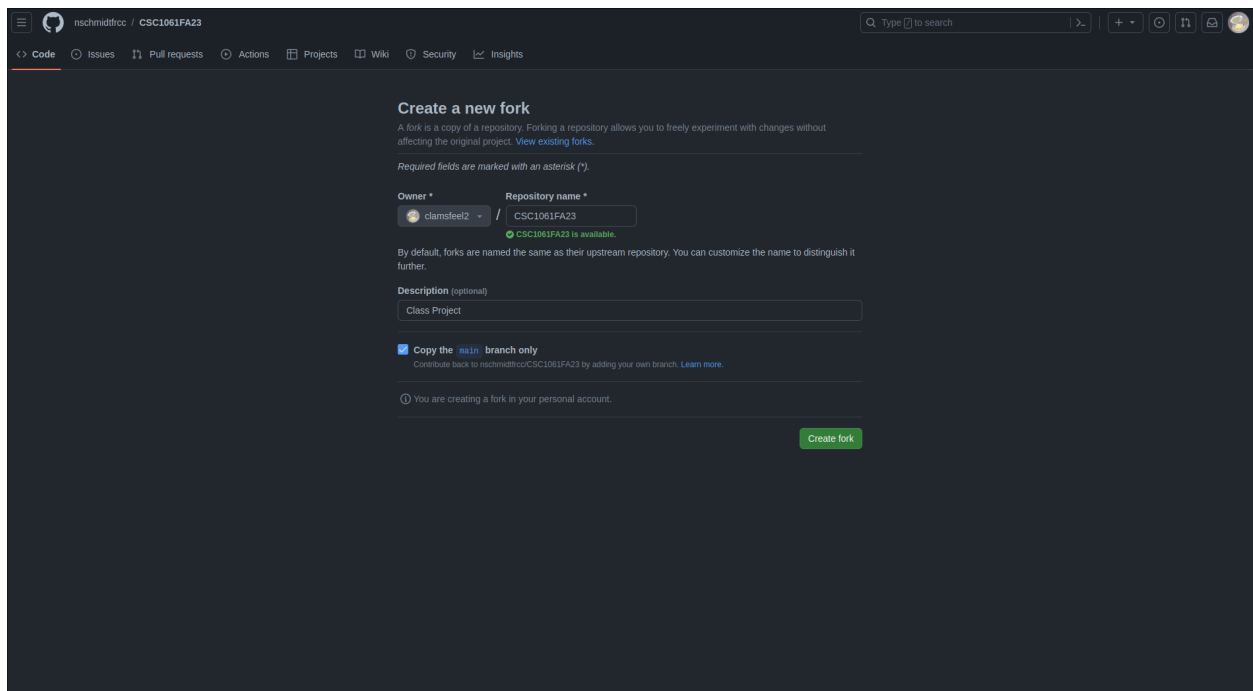 nschmidtfrcc / CSC1061FA23
Type / to search
Code Issues Pull requests Actions Projects Wiki Security Insights
Create a new fork
A fork is a copy of a repository. Forking a repository allows you to freely experiment with changes without
affecting the original project. View existing forks.
Required fields are marked with an asterisk (*).
Owner * Repository name *
clamsfeel2 / CSC1061FA23
CSC1061FA23 is available.
By default, forks are named the same as their upstream repository. You can customize the name to distinguish it
further.
Description (optional)
Class Project
Copy the main branch only
Contribute back to nschmidtfrcc/CSC1061FA23 by adding your own branch. Learn more.
You are creating a fork in your personal account.
Create fork